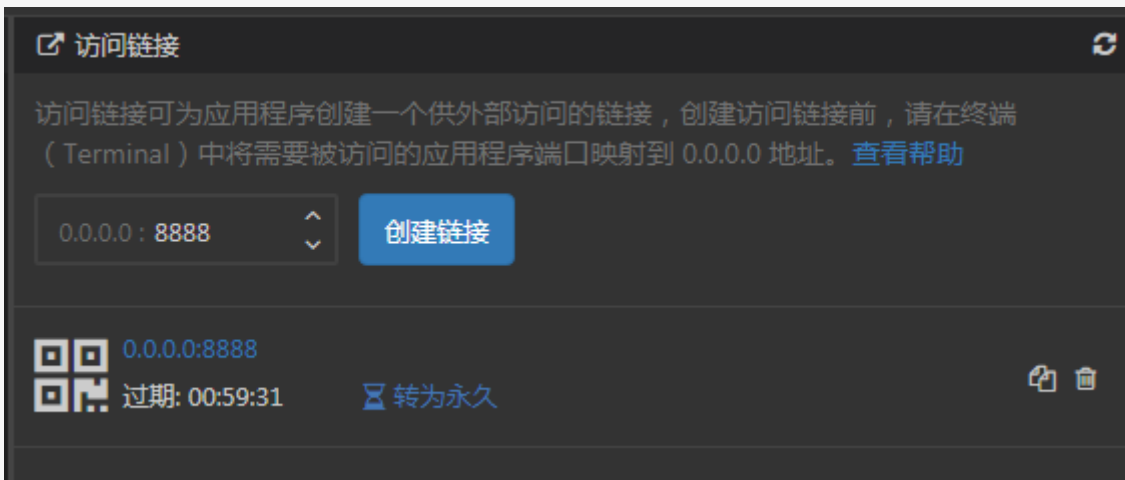 访问链接
访问链接可为应用程序创建一个供外部访问的链接，创建访问链接前，请在终端
（Terminal）中将需要被访问的应用程序端口映射到 0.0.0.0 地址。查看帮助
0.0.0.0 : 8888 创建链接
0.0.0.0:8888
过期: 00:59:31 转为永久